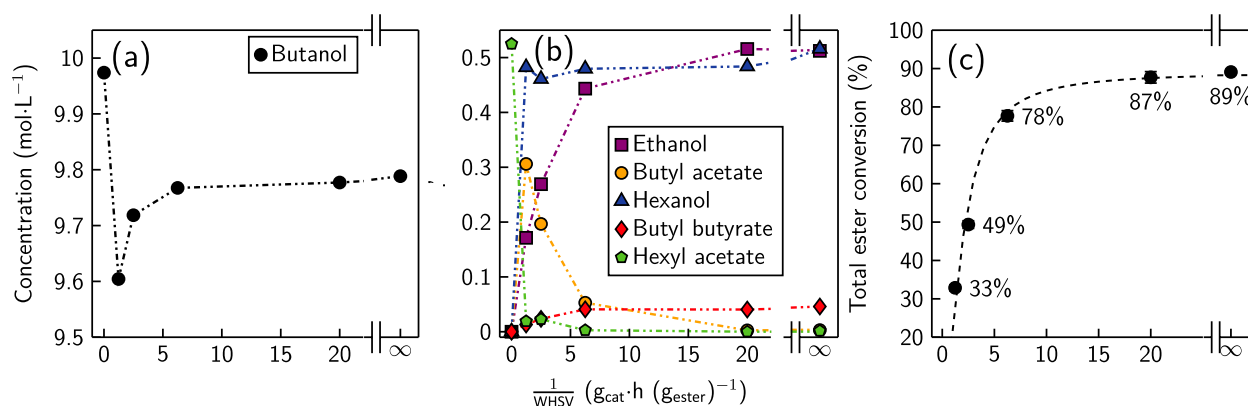 (a)
Butanol
Concentration (mol·L⁻¹)
10
9.9
9.8
9.7
9.6
9.5
0 5 10 15 20 ∞
(b)
Ethanol
Butyl acetate
Hexanol
Butyl butyrate
Hexyl acetate
0.5
0.4
0.3
0.2
0.1
0
0 5 10 15 20 ∞
1/WHSV (g_cat·h (g_ester)⁻¹)
(c)
Total ester conversion (%)
100
90
80
70
60
50
40
30
20
33%
49%
78%
87%
89%
0 5 10 15 20 ∞